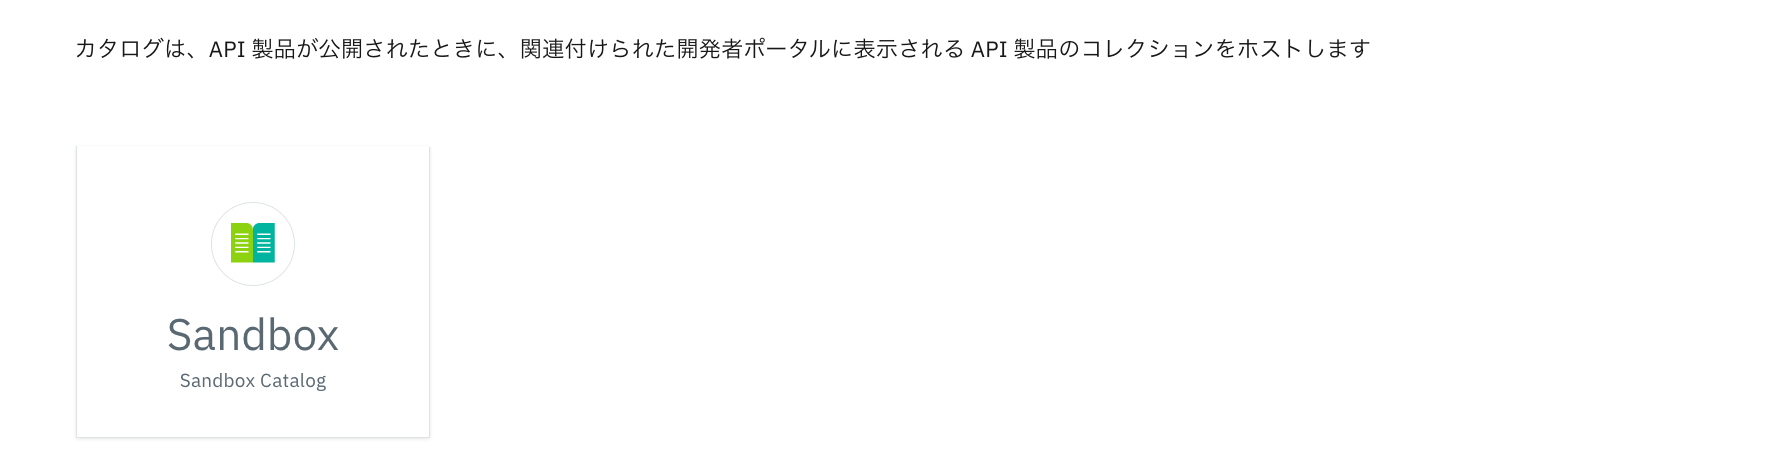 カタログは、API 製品が公開されたときに、関連付けられた開発者ポータルに表示される API 製品のコレクションをホストします
Sandbox
Sandbox Catalog